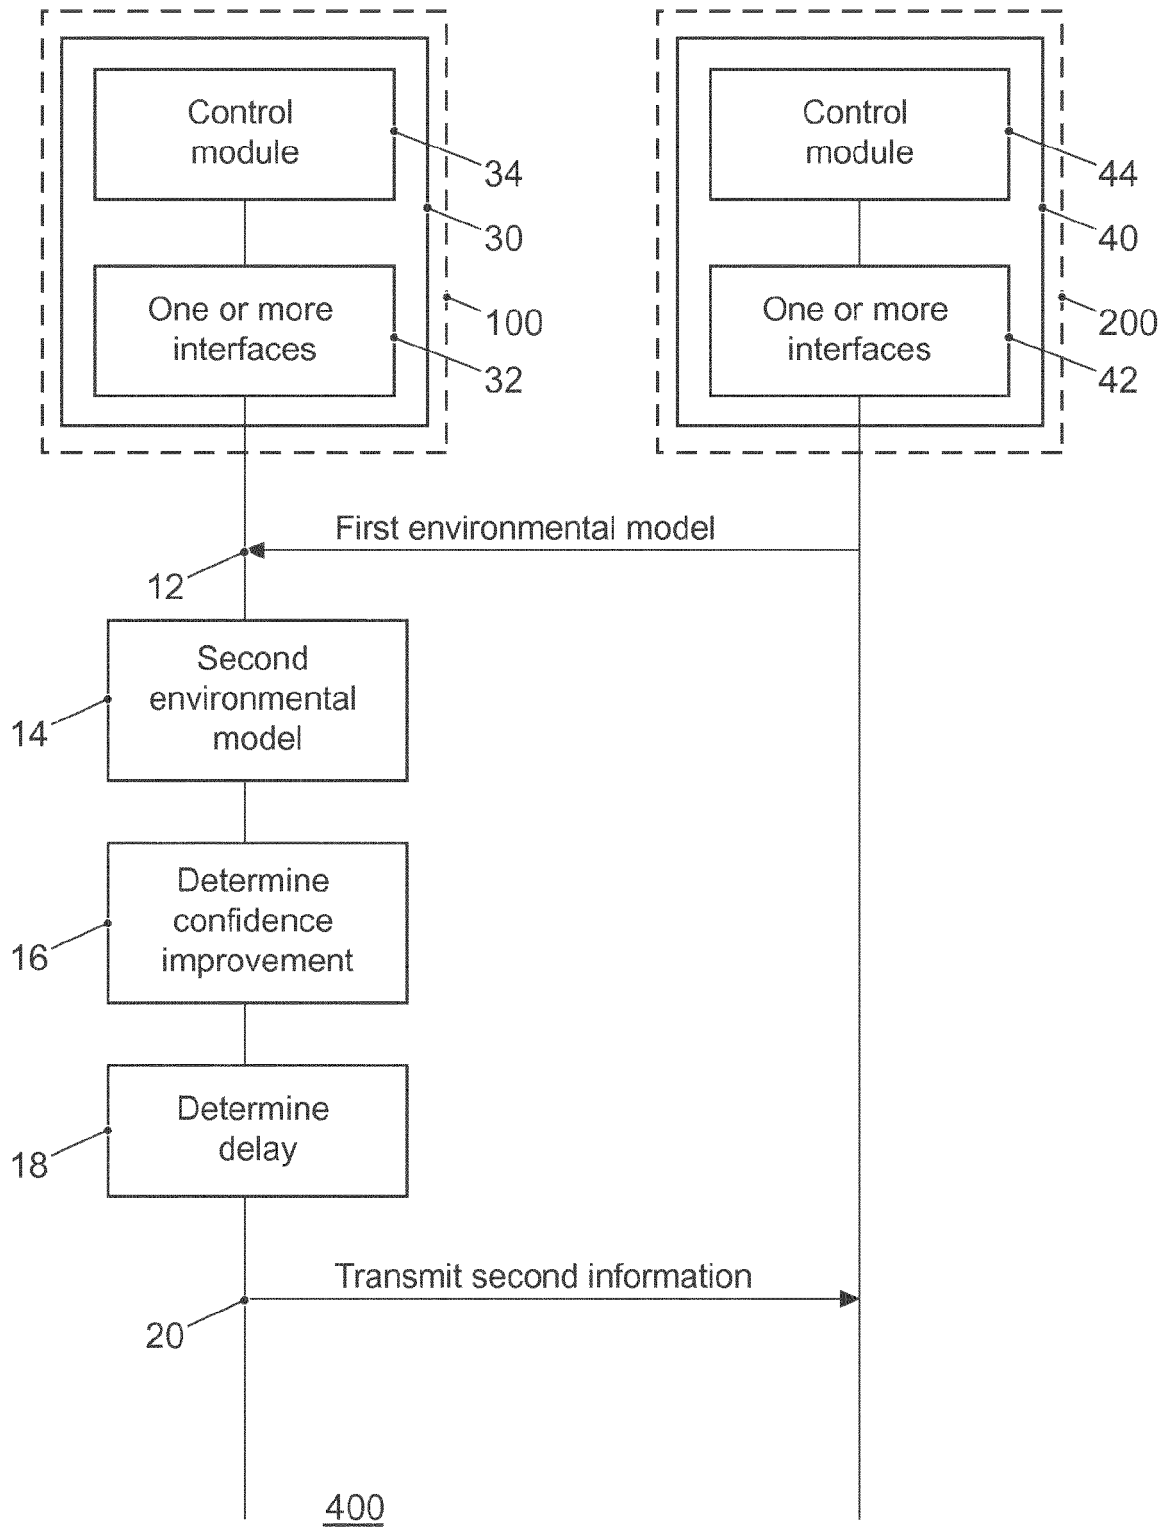 Control
module
34
30
One or more
interfaces
100
32
Control
module
44
40
One or more
interfaces
200
42
First environmental model
12
Second
environmental
model
14
Determine
confidence
improvement
16
Determine
delay
18
Transmit second information
20
400